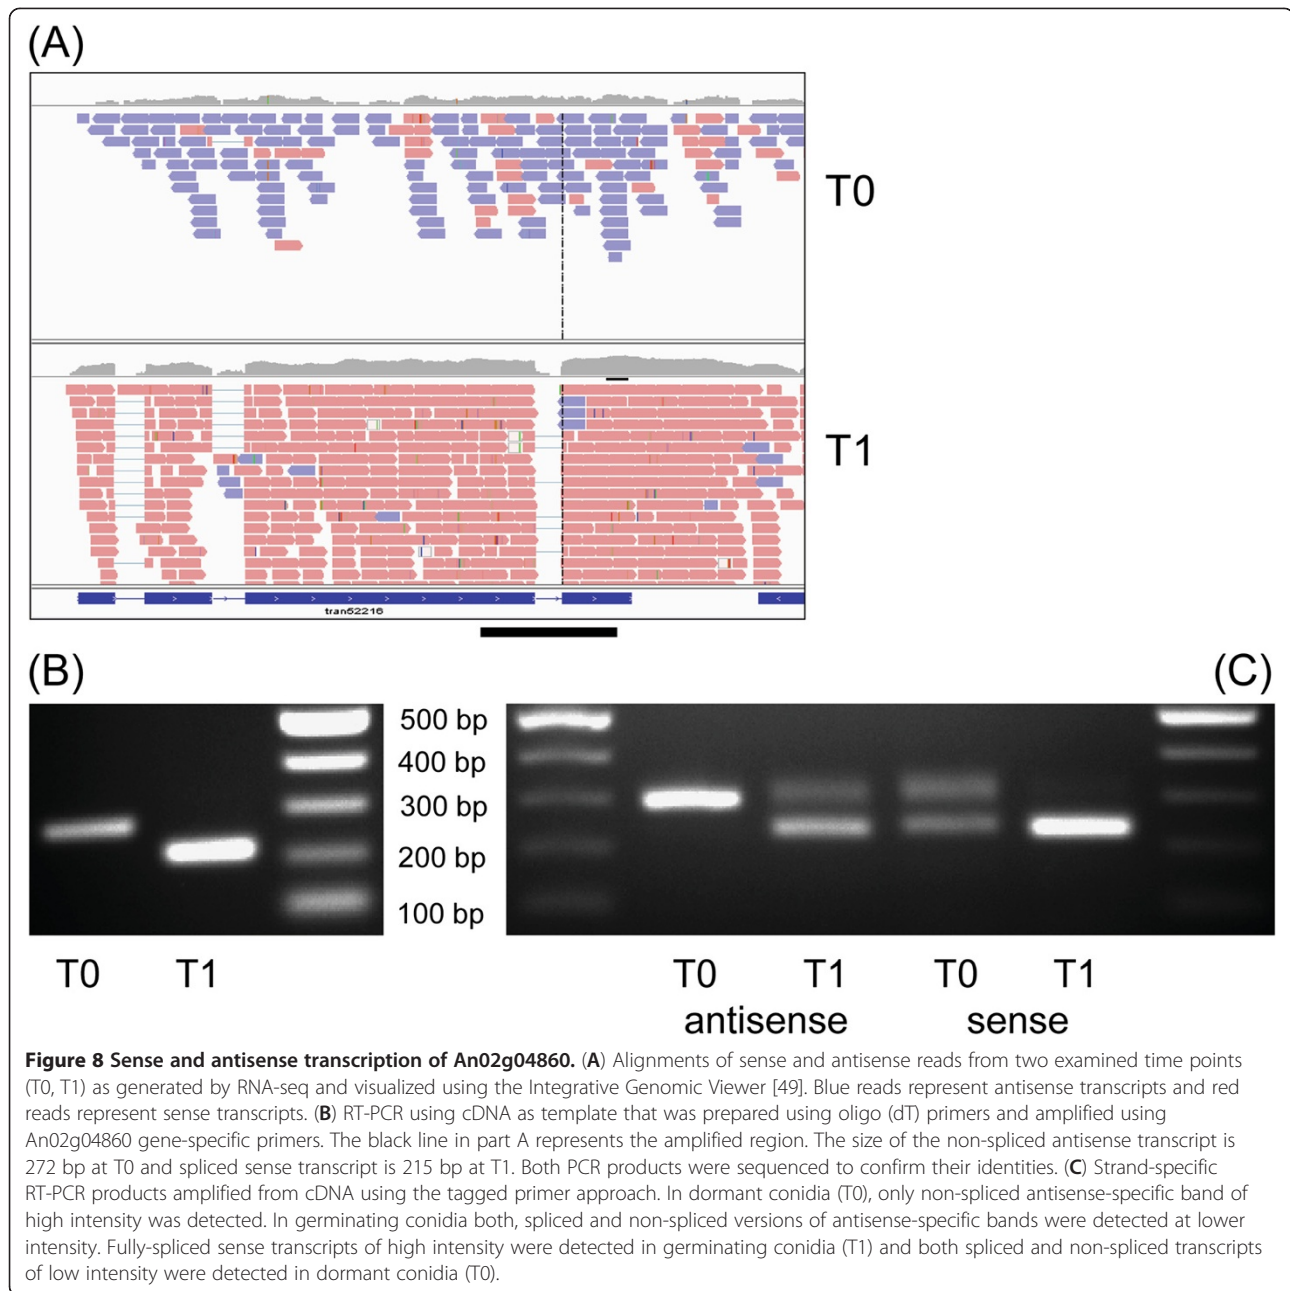 (A)
T0
T1
tran52216
(B)
(C)
500 bp
400 bp
300 bp
200 bp
100 bp
T0
T1
T0
T1
T0
T1
antisense
sense
Figure 8 Sense and antisense transcription of An02g04860. (A) Alignments of sense and antisense reads from two examined time points
(T0, T1) as generated by RNA-seq and visualized using the Integrative Genomic Viewer [49]. Blue reads represent antisense transcripts and red
reads represent sense transcripts. (B) RT-PCR using cDNA as template that was prepared using oligo (dT) primers and amplified using
An02g04860 gene-specific primers. The black line in part A represents the amplified region. The size of the non-spliced antisense transcript is
272 bp at T0 and spliced sense transcript is 215 bp at T1. Both PCR products were sequenced to confirm their identities. (C) Strand-specific
RT-PCR products amplified from cDNA using the tagged primer approach. In dormant conidia (T0), only non-spliced antisense-specific band of
high intensity was detected. In germinating conidia both, spliced and non-spliced versions of antisense-specific bands were detected at lower
intensity. Fully-spliced sense transcripts of high intensity were detected in germinating conidia (T1) and both spliced and non-spliced transcripts
of low intensity were detected in dormant conidia (T0).